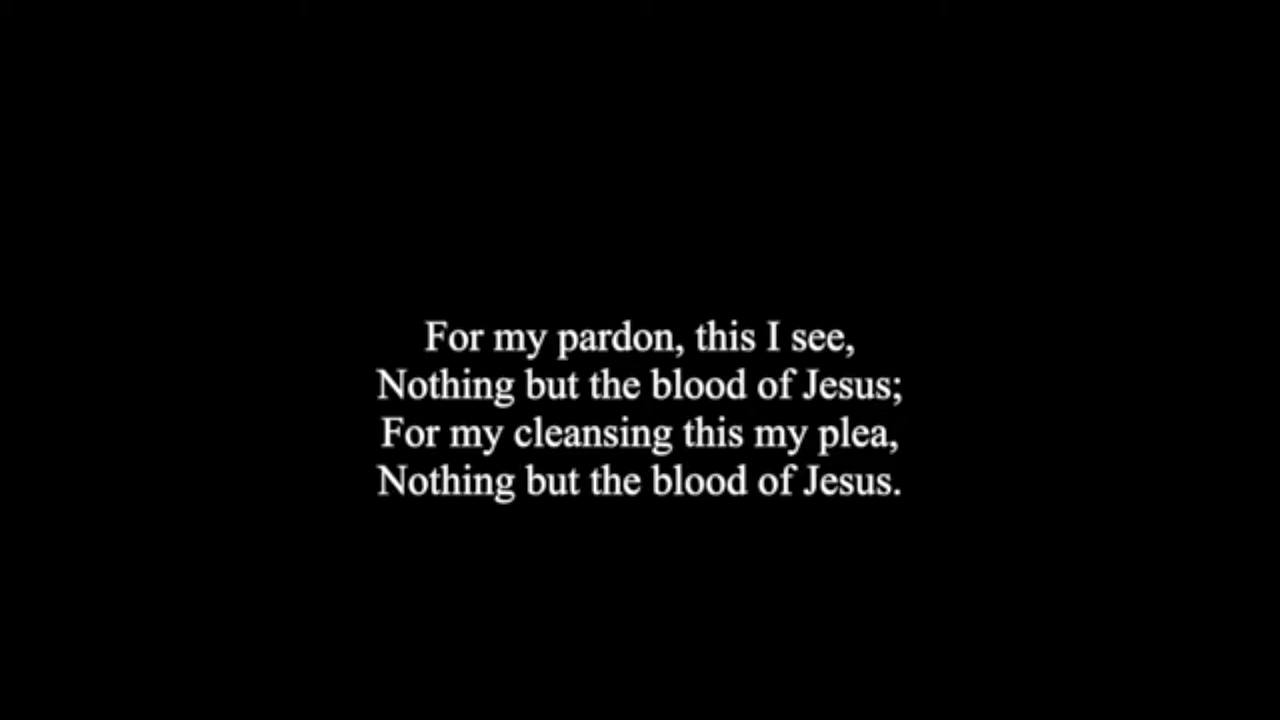 For my pardon, this I see,
Nothing but the blood of Jesus;
For my cleansing this my plea,
Nothing but the blood of Jesus.